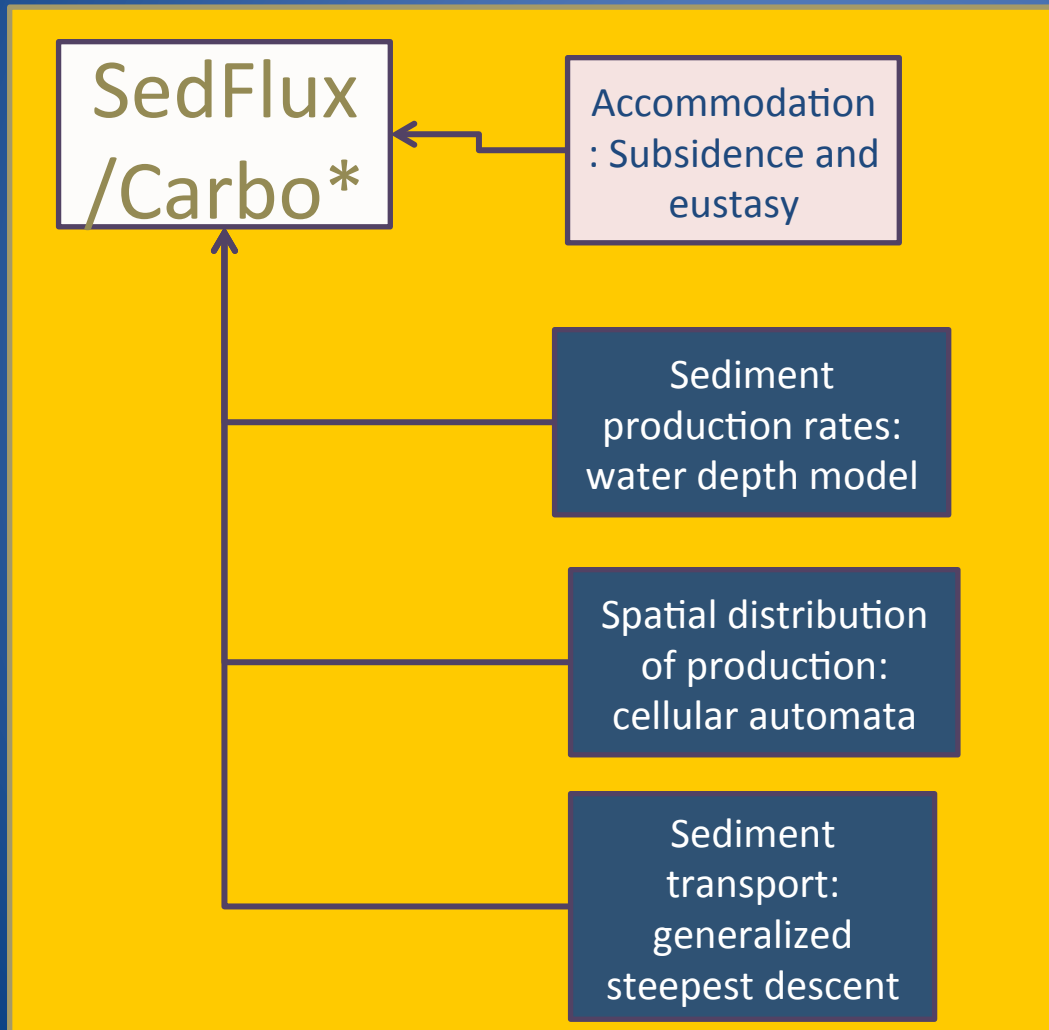 SedFlux
/Carbo*
Accommodation
: Subsidence and
eustasy
Sediment
production rates:
water depth model
Spatial distribution
of production:
cellular automata
Sediment
transport:
generalized
steepest descent